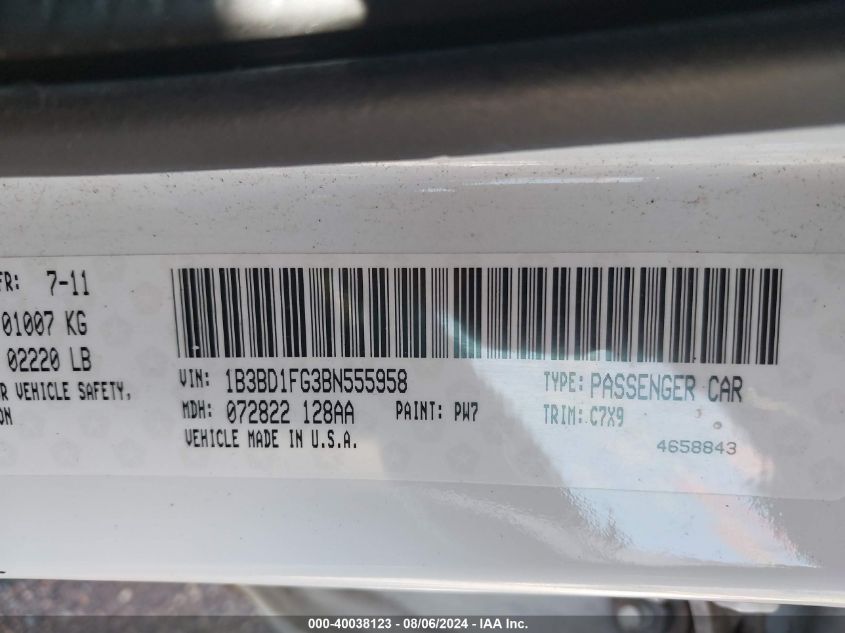 FR: 7-11
01007 KG
02220 LB
R VEHICLE SAFETY,
ON
VIN: 1B3BD1FG3BN555958
TYPE: PASSENGER CAR
MDH: 072822 128AA
PAINT: PW7
TRIM: C7X9
VEHICLE MADE IN U.S.A.
4658843
000-40038123 - 08/06/2024 - IAA Inc.